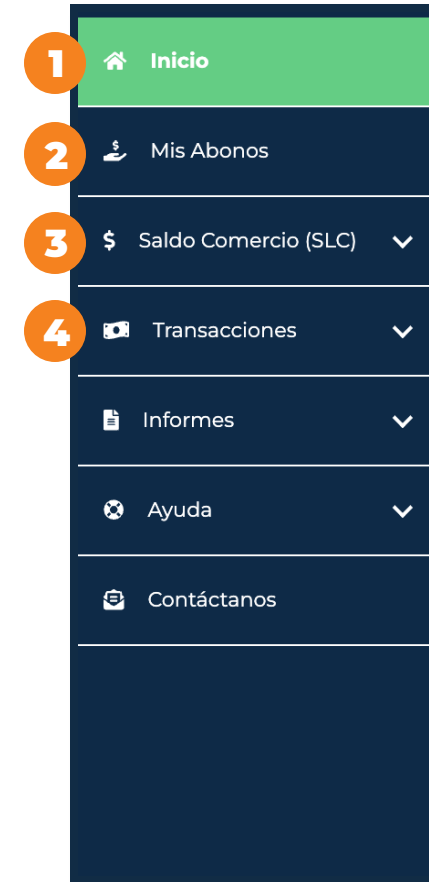 1 Inicio
2 Mis Abonos
3 $ Saldo Comercio (SLC)
4 Transacciones
Informes
Ayuda
Contáctanos